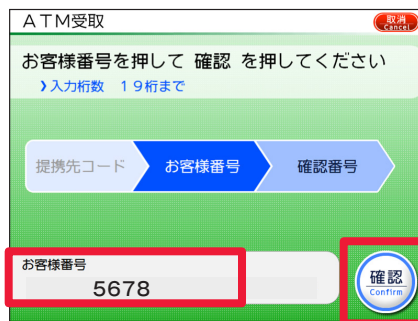 ATM受取
取消
Cancel
お客様番号を押して 確認 を押してください
❯入力桁数 19桁まで
提携先コード
お客様番号
確認番号
お客様番号
5678
確認
Confirm